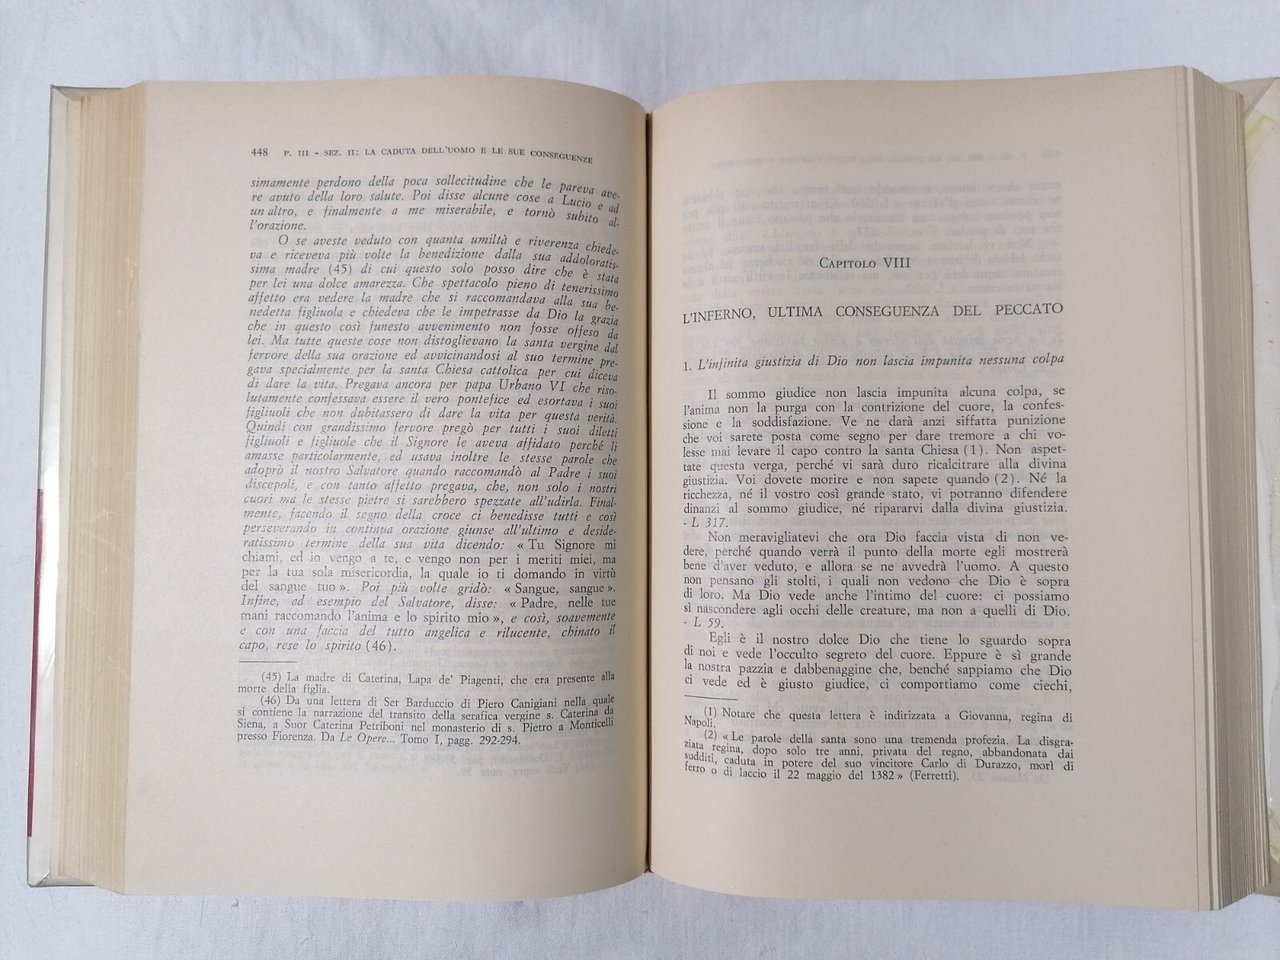 448 P. III - SEZ. II: LA CADUTA DELL'UOMO E LE SUE CONSEGUENZE
simamente perdono della poca sollecitudine che le pareva ave-
re avuto della loro salute. Poi disse alcune cose a Lucio e ad
un altro, e finalmente a me miserabile, e tornò subito al-
l'orazione.
O se aveste veduto con quanta umiltà e riverenza chiede-
va e riceveva più volte la benedizione dalla sua addoloratis-
sima madre (45) di cui questo solo posso dire che è stata
per lei una dolce amarezza. Che spettacolo pieno di tenerissimo
affetto era vedere la madre che si raccomandava alla sua be-
nedetta figliuola e chiedeva che le impetrasse da Dio la grazia
che in questo così funesto avvenimento non fosse offeso da
lei. Ma tutte queste cose non distoglievano la santa vergine dal
fervore della sua orazione ed avvicinandosi al suo termine pre-
gava specialmente per la santa Chiesa cattolica per cui diceva
di dare la vita. Pregava ancora per papa Urbano VI che riso-
lutamente confessava essere il vero pontefice ed esortava i suoi
figliuoli che non dubitassero di dare la vita per questa verità.
Quindi con grandissimo fervore pregò per tutti i suoi diletti
figliuoli e figliuole che il Signore le aveva affidato perché li
amasse particolarmente, ed usava inoltre le stesse parole che
adoprò il nostro Salvatore quando raccomandò al Padre i suoi
discepoli, e con tanto affetto pregava, che, non solo i nostri
cuori ma le stesse pietre si sarebbero spezzate all'udirla. Final-
mente, facendo il segno della croce ci benedisse tutti e così
perseverando in continua orazione giunse all'ultimo e deside-
ratissimo termine della sua vita dicendo: « Tu Signore mi
chiami, ed io vengo a te, e vengo non per i meriti miei, ma
per la tua sola misericordia, la quale io ti domando in virtù
del sangue tuo ». Poi più volte gridò: « Sangue, sangue ».
Infine, ad esempio del Salvatore, disse: « Padre, nelle tue
mani raccomando l'anima e lo spirito mio », e così, soavemente
e con una faccia del tutto angelica e rilucente, chinato il
capo, rese lo spirito (46).
(45) La madre di Caterina, Lapa de' Piagenti, che era presente alla
morte della figlia.
(46) Da una lettera di Ser Barduccio di Piero Canigiani nella quale
si contiene la narrazione del transito della serafica vergine s. Caterina da
Siena, a Suor Caterina Petriboni nel monasterio di s. Pietro a Monticelli
presso Fiorenza. Da Le Opere... Tomo I, pagg. 292-294.
CAPITOLO VIII
L'INFERNO, ULTIMA CONSEGUENZA DEL PECCATO
1. L'infinita giustizia di Dio non lascia impunita nessuna colpa
Il sommo giudice non lascia impunita alcuna colpa, se
l'anima non la purga con la contrizione del cuore, la confes-
sione e la soddisfazione. Ve ne darà anzi siffatta punizione
che voi sarete posta come segno per dare tremore a chi vo-
lesse mai levare il capo contro la santa Chiesa (1). Non aspet-
tate questa verga, perché vi sarà duro ricalcitrare alla divina
giustizia. Voi dovete morire e non sapete quando (2). Né la
ricchezza, né il vostro così grande stato, vi potranno difendere
dinanzi al sommo giudice, né ripararvi dalla divina giustizia.
- L 317.
Non meravigliatevi che ora Dio faccia vista di non ve-
dere, perché quando verrà il punto della morte egli mostrerà
bene d'aver veduto, e allora se ne avvedrà l'uomo. A questo
non pensano gli stolti, i quali non vedono che Dio è sopra
di loro. Ma Dio vede anche l'intimo del cuore: ci possiamo
sì nascondere agli occhi delle creature, ma non a quelli di Dio.
- L 59.
Egli è il nostro dolce Dio che tiene lo sguardo sopra
di noi e vede l'occulto segreto del cuore. Eppure è sì grande
la nostra pazzia e dabbenaggine che, benché sappiamo che Dio
ci vede ed è giusto giudice, ci comportiamo come ciechi,
(1) Notare che questa lettera è indirizzata a Giovanna, regina di
Napoli.
(2) « Le parole della santa sono una tremenda profezia. La disgra-
ziata regina, dopo solo tre anni, privata del regno, abbandonata dai
sudditi, caduta in potere del suo vincitore Carlo di Durazzo, morì di
ferro o di laccio il 22 maggio del 1382 » (Ferretti).